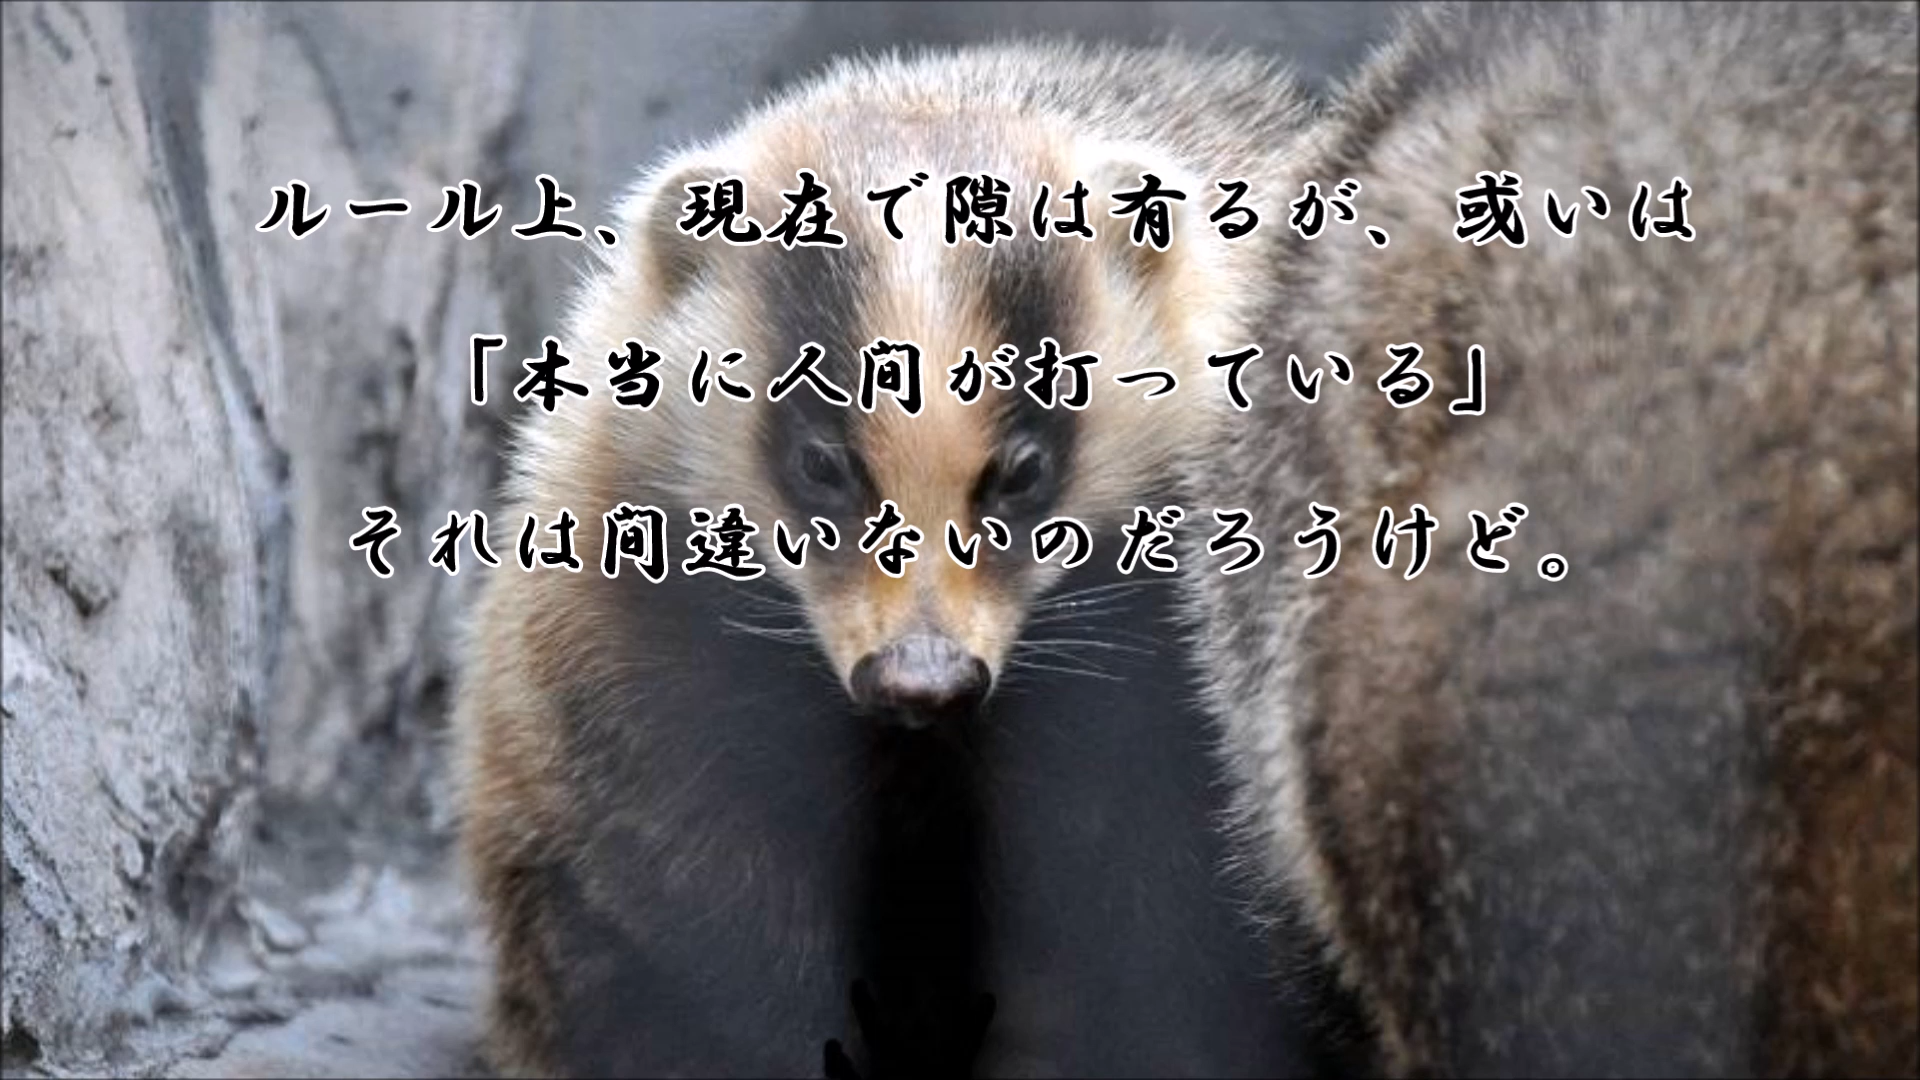 ルール上、現在で隙は有るが、或いは
「本当に人間が打っている」
それは間違いないのだろうけど。